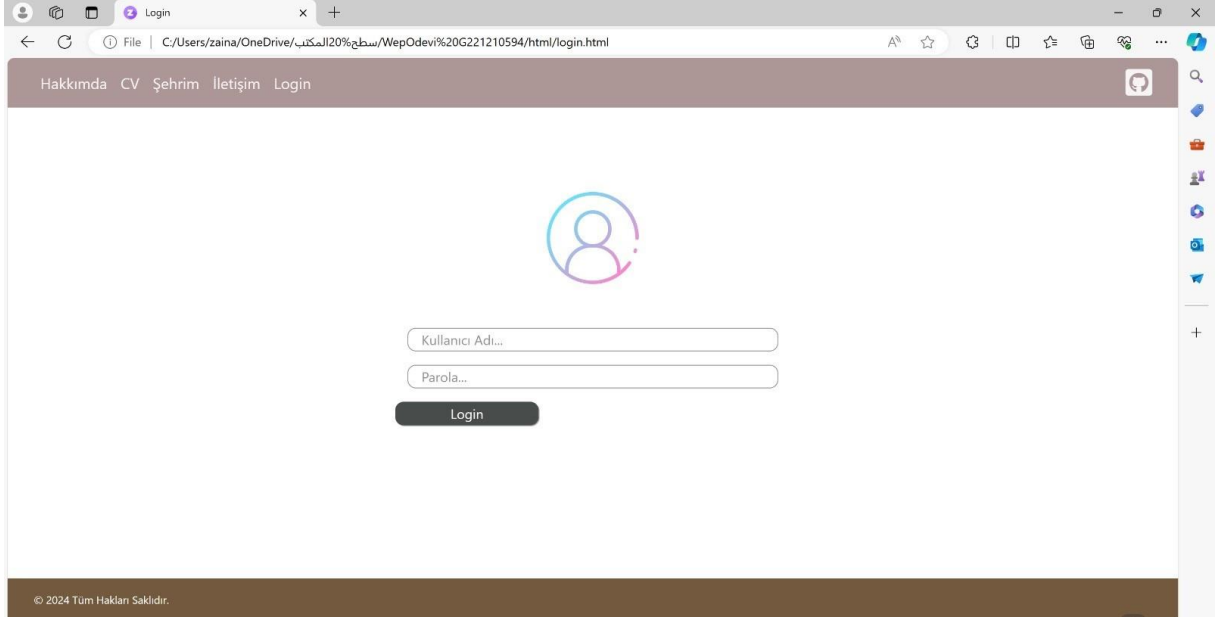 Login
File | C:/Users/zaina/OneDrive/سطح%20المكتب/WepOdevi%20G221210594/html/login.html
Hakkımda CV Şehrim İletişim Login
Kullanıcı Adı...
Parola...
Login
© 2024 Tüm Hakları Saklıdır.